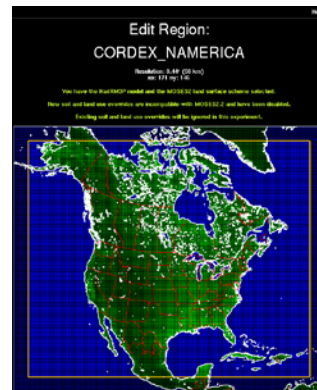 Edit Region:
CORDEX_NAMERICA
Resolution: 0.44° (50 km)
nx: 171 ny: 146
You have the HadRM3P model and the MOSES2 land surface scheme selected.
New soil and land use overrides are incompatible with MOSES2.2 and have been disabled.
Existing soil and land use overrides will be ignored in this experiment.